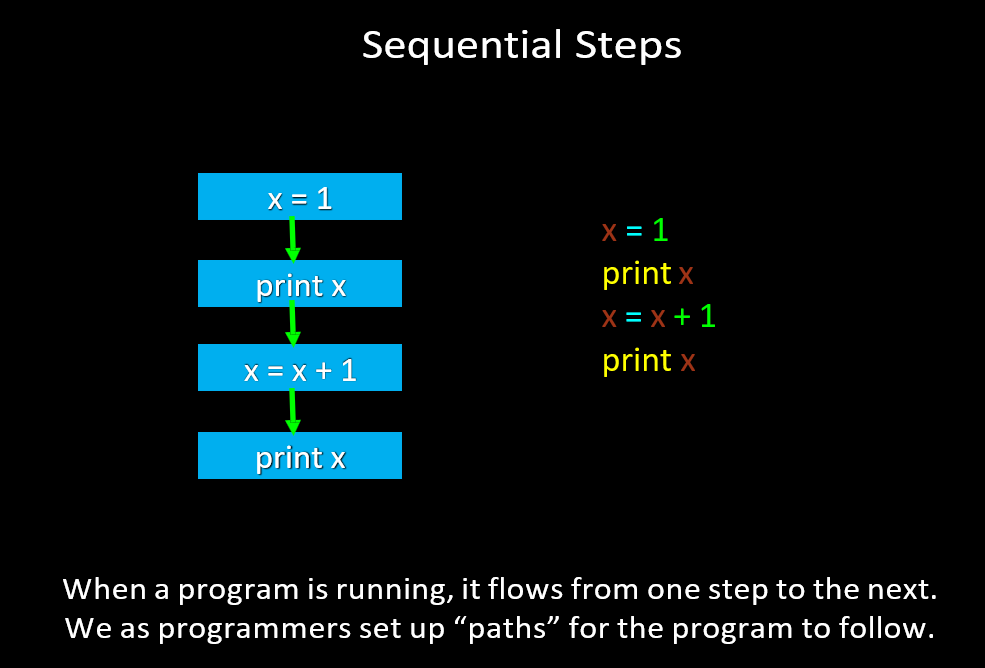 Sequential Steps
x = 1
print x
x = x + 1
print x
x = 1
print x
x = x + 1
print x
When a program is running, it flows from one step to the next.
We as programmers set up “paths” for the program to follow.